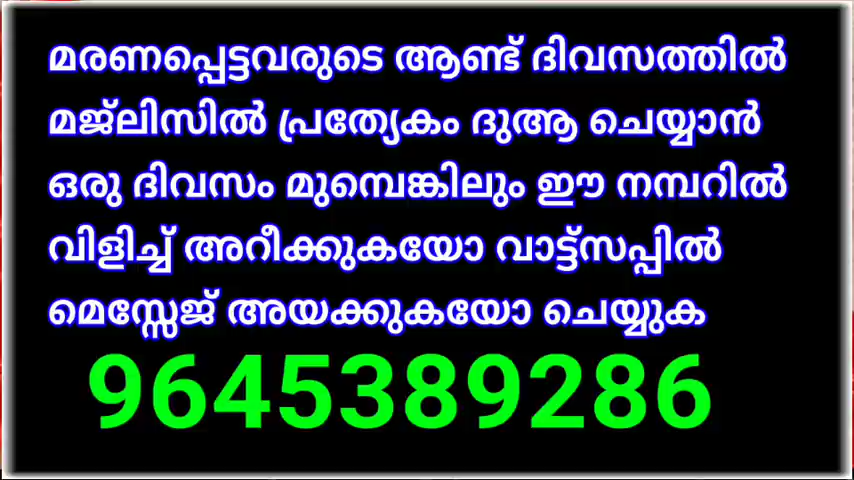 മരണപ്പെട്ടവരുടെ ആണ്ട് ദിവസത്തിൽ
മജ്ലിസിൽ പ്രത്യേകം ദുആ ചെയ്യാൻ
ഒരു ദിവസം മുമ്പെങ്കിലും ഈ നമ്പറിൽ
വിളിച്ച് അറീക്കുകയോ വാട്ട്സപ്പിൽ
മെസ്സേജ് അയക്കുകയോ ചെയ്യുക
9645389286